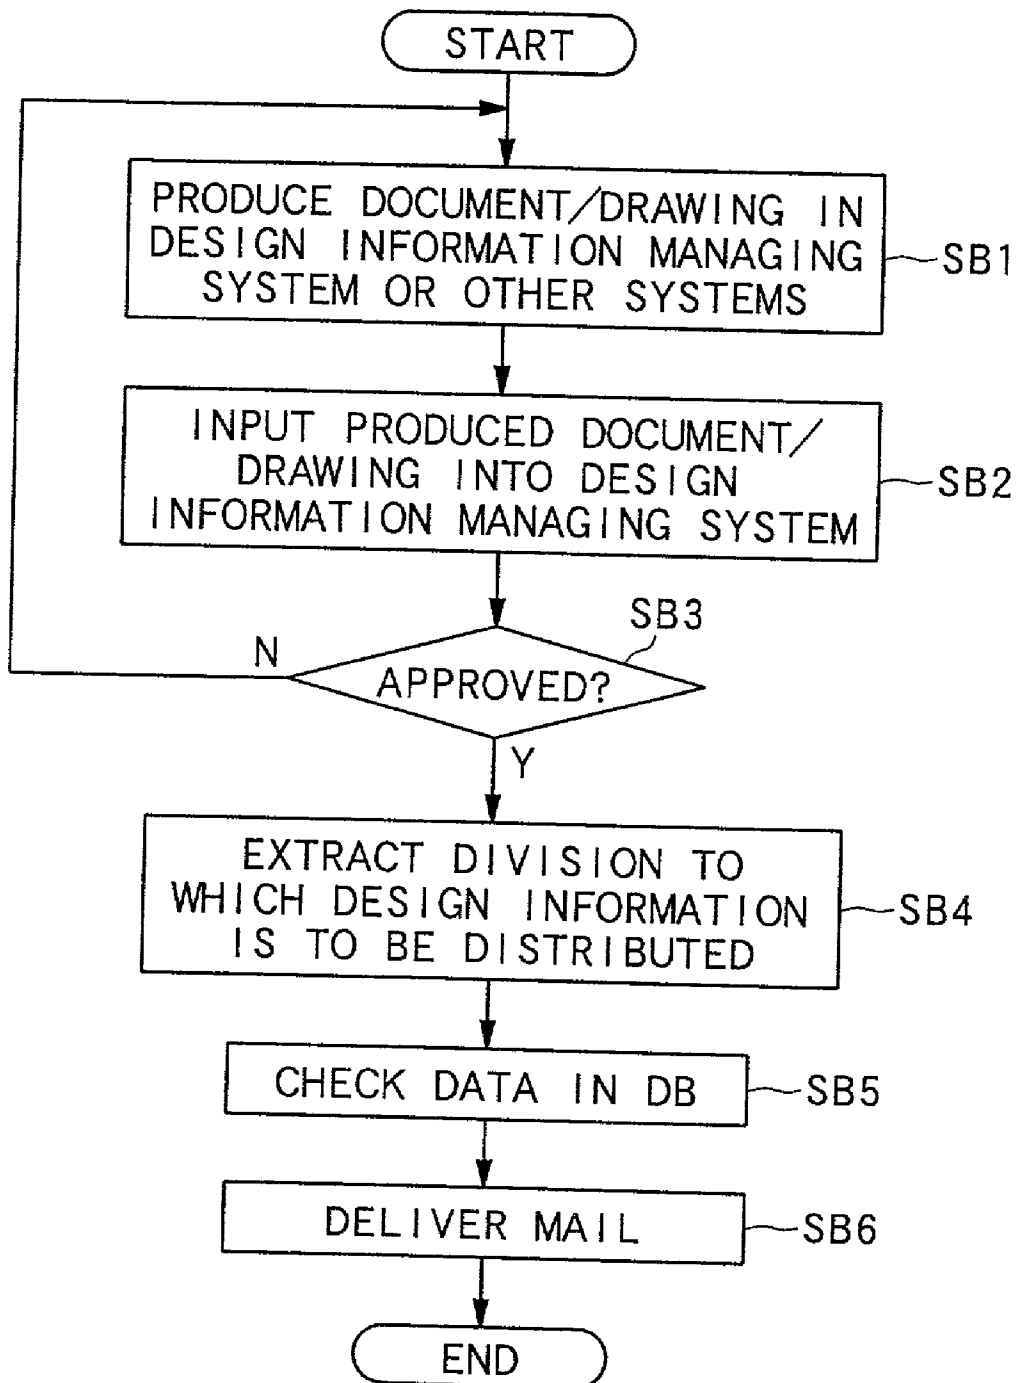 START
PRODUCE DOCUMENT/DRAWING IN
DESIGN INFORMATION MANAGING
SYSTEM OR OTHER SYSTEMS
SB1
INPUT PRODUCED DOCUMENT/
DRAWING INTO DESIGN
INFORMATION MANAGING SYSTEM
SB2
SB3
N
APPROVED?
Y
EXTRACT DIVISION TO
WHICH DESIGN INFORMATION
IS TO BE DISTRIBUTED
SB4
CHECK DATA IN DB
SB5
DELIVER MAIL
SB6
END